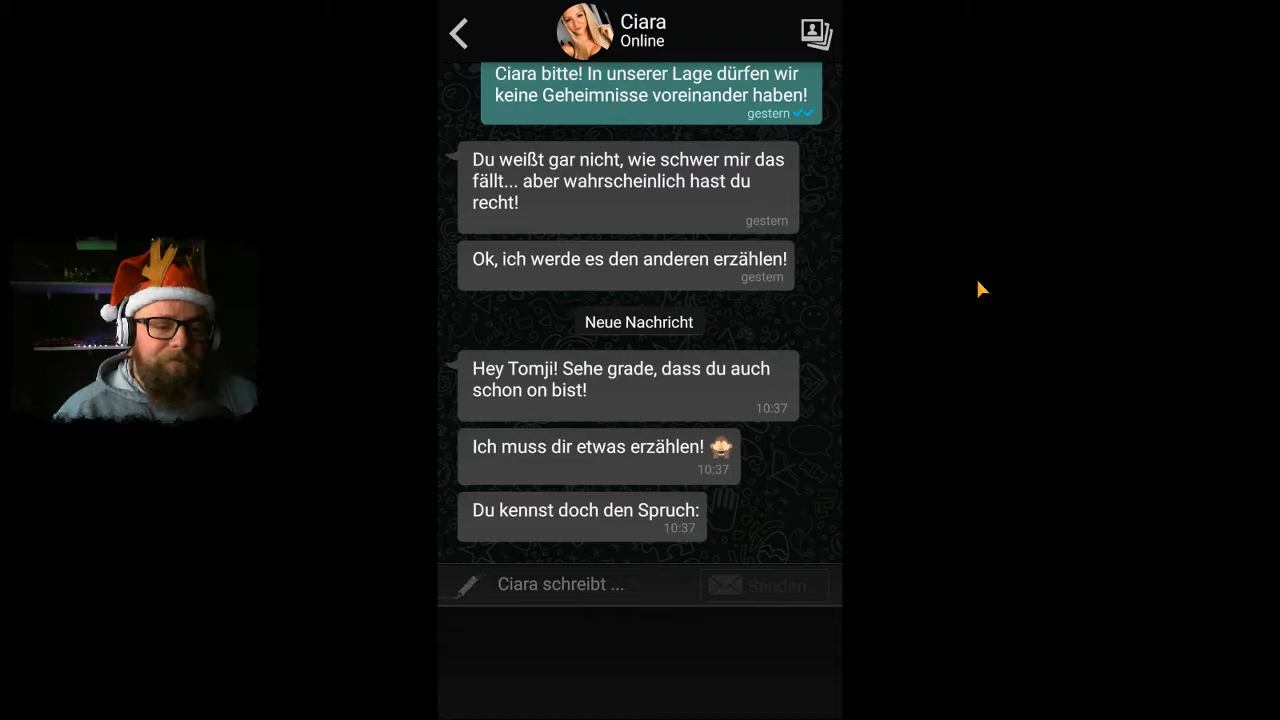 Ciara
Online
Ciara bitte! In unserer Lage dürfen wir
keine Geheimnisse voreinander haben!
gestern
Du weißt gar nicht, wie schwer mir das
fällt... aber wahrscheinlich hast du
recht!
gestern
Ok, ich werde es den anderen erzählen!
gestern
Neue Nachricht
Hey Tomji! Sehe grade, dass du auch
schon on bist!
10:37
Ich muss dir etwas erzählen! 🙈
10:37
Du kennst doch den Spruch:
10:37
Ciara schreibt ...
Senden